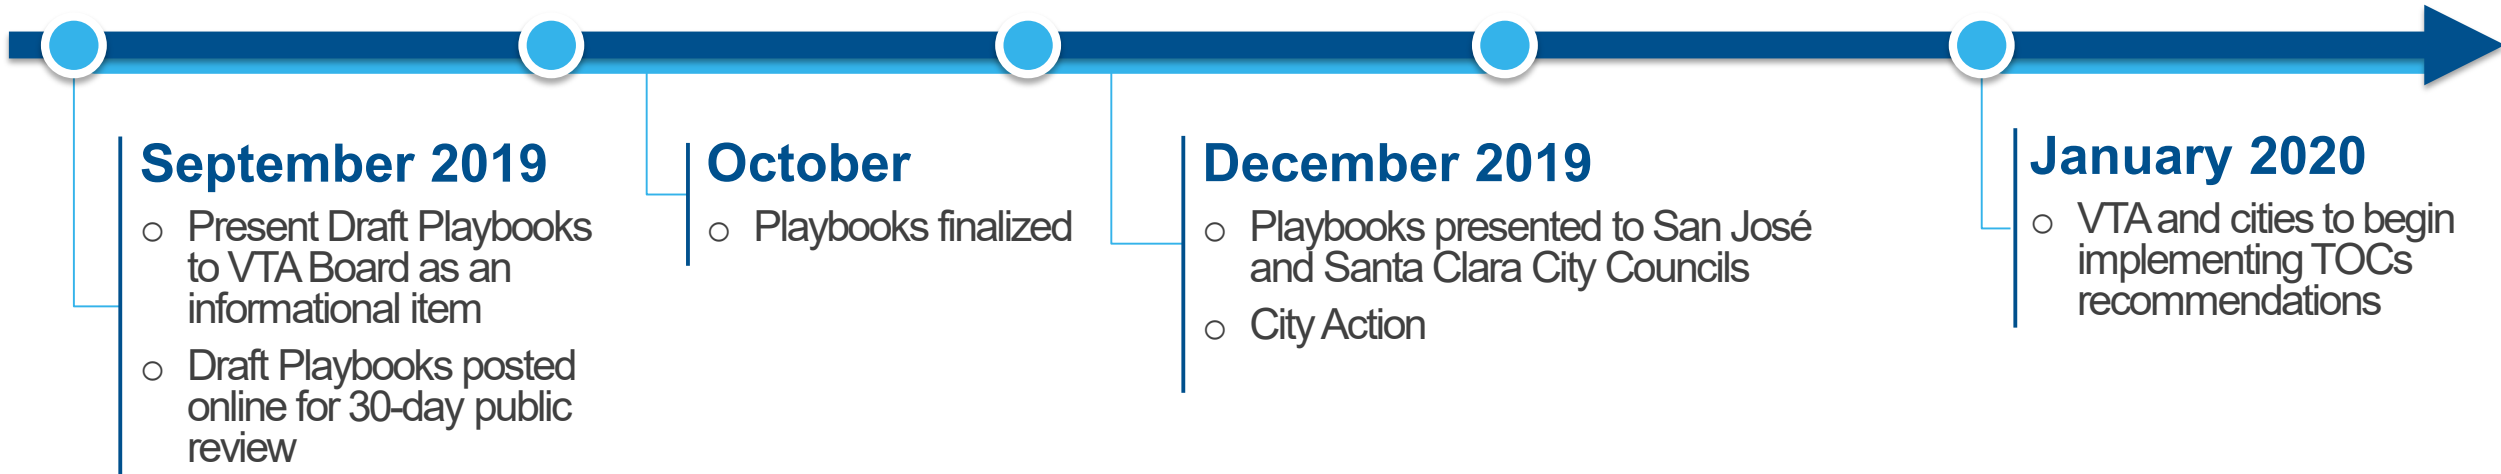 September 2019
o Present Draft Playbooks
to VTA Board as an
informational item
o Draft Playbooks posted
online for 30-day public
review
October
o Playbooks finalized
December 2019
o Playbooks presented to San José
and Santa Clara City Councils
o City Action
January 2020
o VTA and cities to begin
implementing TOCs
recommendations